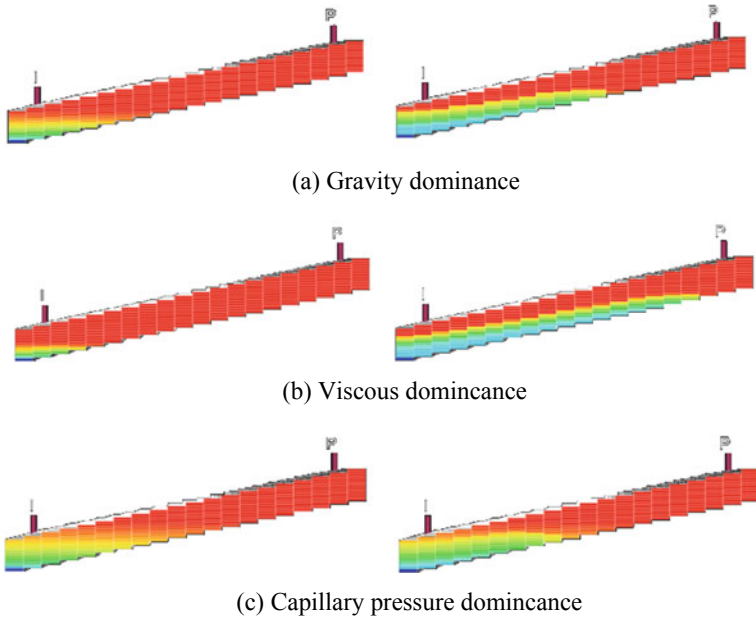 P P
I I
(a) Gravity dominance
P P
I I
(b) Viscous domincance
P P
I I
(c) Capillary pressure domincance